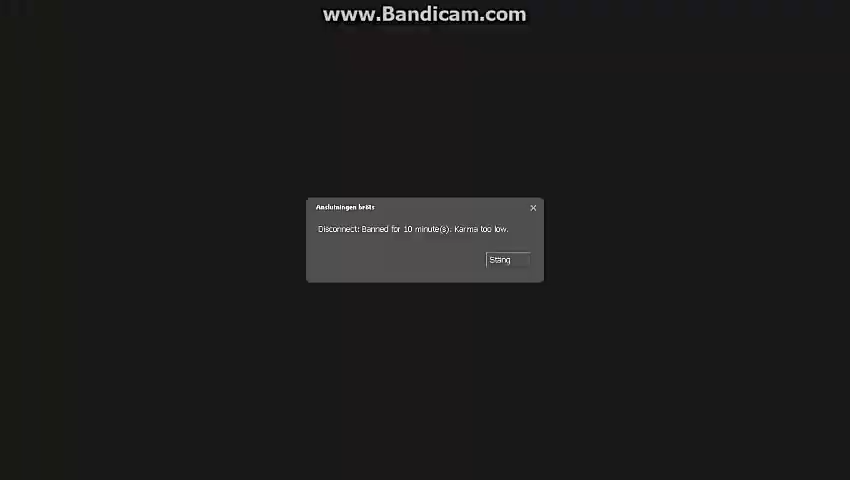 www.Bandicam.com
Anslutningen bröts
Disconnect: Banned for 10 minute(s). Karma too low.
Stäng